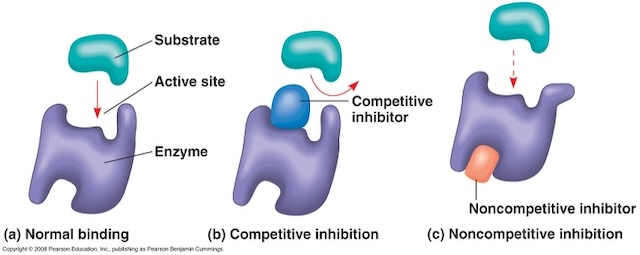 Substrate
Active site
Enzyme
(a) Normal binding
Competitive
inhibitor
(b) Competitive inhibition
Noncompetitive inhibitor
(c) Noncompetitive inhibition
Copyright © 2008 Pearson Education, Inc., publishing as Pearson Benjamin Cummings.